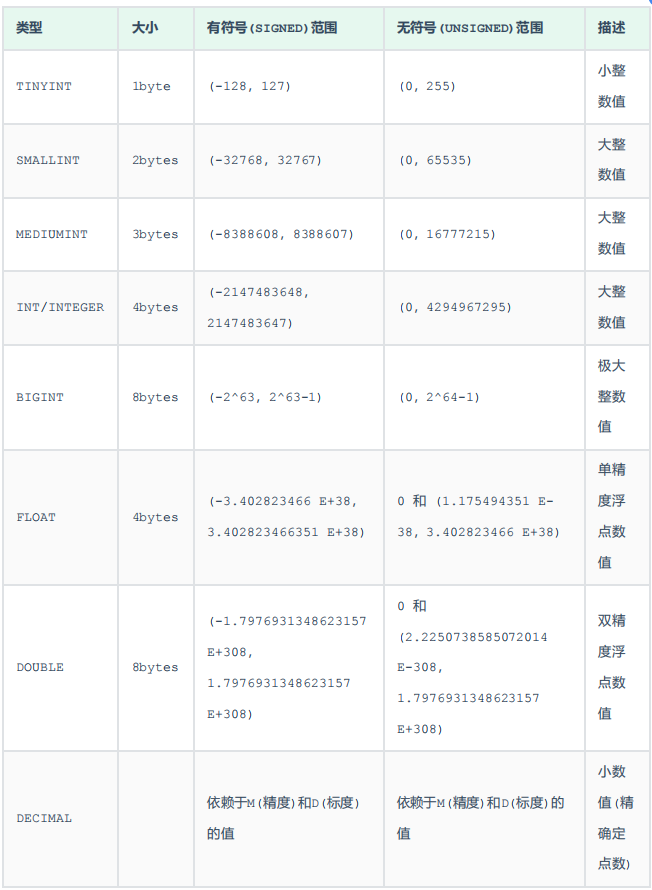 类型 大小 有符号(SIGNED)范围 无符号(UNSIGNED)范围 描述
TINYINT 1byte (-128, 127) (0, 255) 小整
数值
SMALLINT 2bytes (-32768, 32767) (0, 65535) 大整
数值
MEDIUMINT 3bytes (-8388608, 8388607) (0, 16777215) 大整
数值
INT/INTEGER 4bytes (-2147483648,
2147483647) (0, 4294967295) 大整
数值
BIGINT 8bytes (-2^63, 2^63-1) (0, 2^64-1) 极大
整数
值
FLOAT 4bytes (-3.402823466 E+38,
3.402823466351 E+38) 0 和 (1.175494351 E-
38, 3.402823466 E+38) 单精
度浮
点数
值
DOUBLE 8bytes (-1.7976931348623157
E+308,
1.7976931348623157
E+308) 0 和
(2.2250738585072014
E-308,
1.7976931348623157
E+308) 双精
度浮
点数
值
DECIMAL 依赖于M(精度)和D(标度)
的值 依赖于M(精度)和D(标度)的
值 小数
值(精
确定
点数)